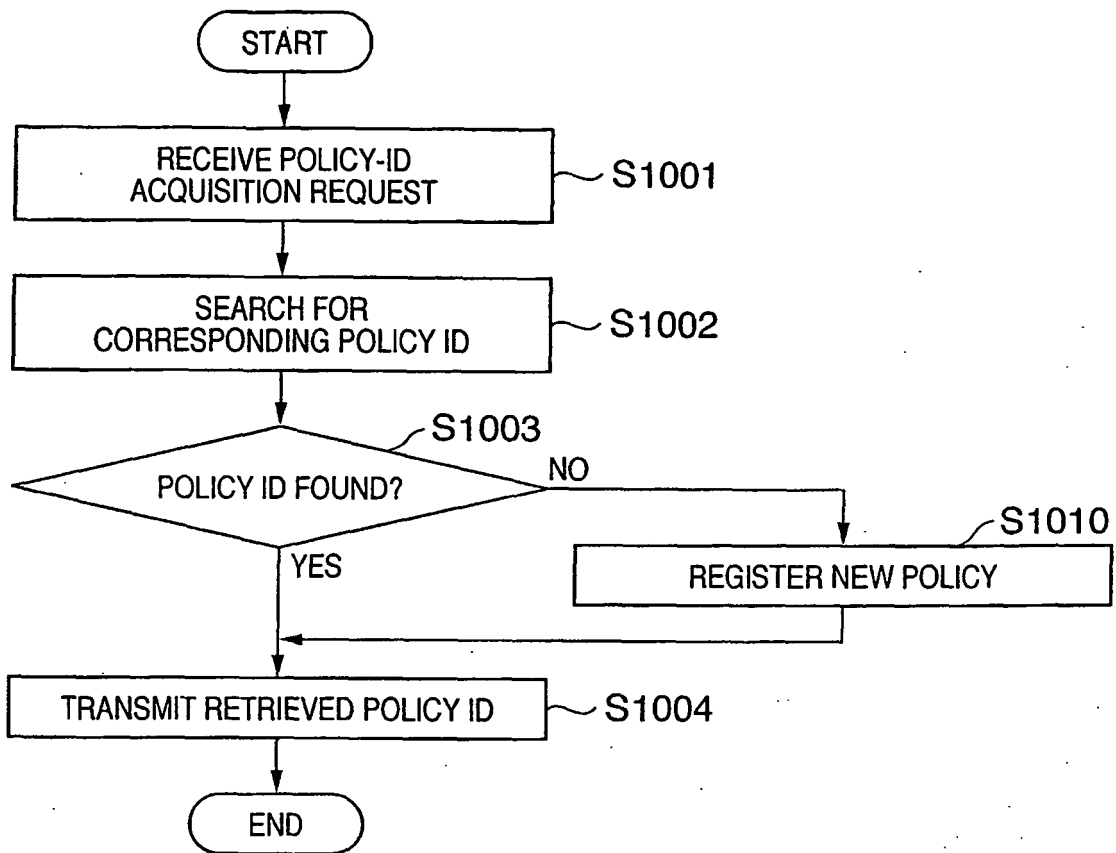 START
RECEIVE POLICY-ID
ACQUISITION REQUEST
S1001
SEARCH FOR
CORRESPONDING POLICY ID
S1002
S1003
POLICY ID FOUND?
NO
YES
S1010
REGISTER NEW POLICY
TRANSMIT RETRIEVED POLICY ID
S1004
END